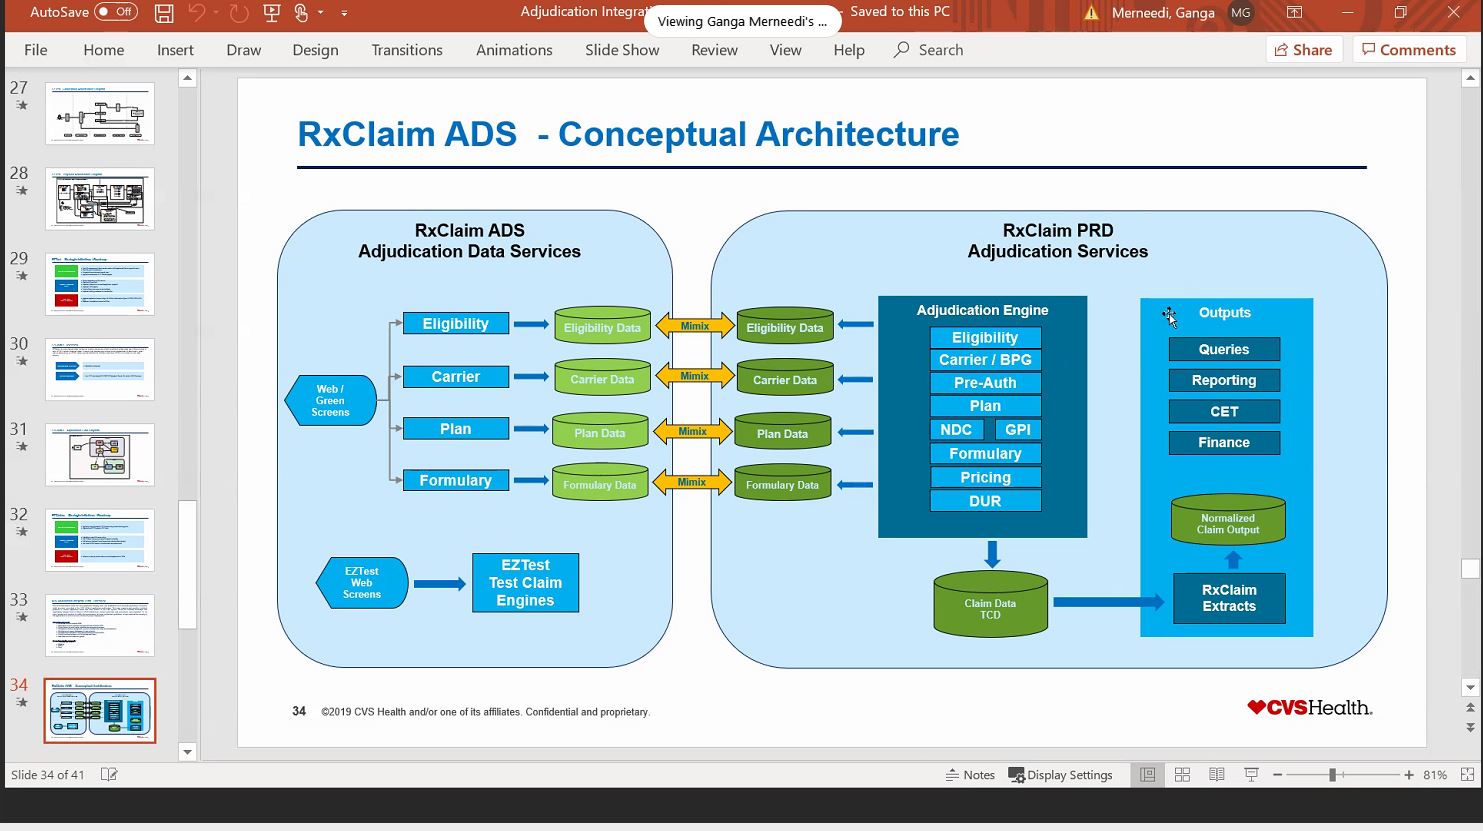 AutoSave Off
Adjudication Integrati
Viewing Ganga Merneedi's ...
- Saved to this PC
Merneedi, Ganga MG
File Home Insert Draw Design Transitions Animations Slide Show Review View Help Search Share Comments
27
28
29
30
31
32
33
34
RxClaim ADS - Conceptual Architecture
RxClaim ADS
Adjudication Data Services
Web /
Green
Screens
Eligibility
Carrier
Plan
Formulary
Eligibility Data
Carrier Data
Plan Data
Formulary Data
EZTest
Web
Screens
EZTest
Test Claim
Engines
Mimix
Mimix
Mimix
Mimix
RxClaim PRD
Adjudication Services
Eligibility Data
Carrier Data
Plan Data
Formulary Data
Adjudication Engine
Eligibility
Carrier / BPG
Pre-Auth
Plan
NDC GPI
Formulary
Pricing
DUR
Claim Data
TCD
Outputs
Queries
Reporting
CET
Finance
Normalized
Claim Output
RxClaim
Extracts
34 ©2019 CVS Health and/or one of its affiliates. Confidential and proprietary.
CVSHealth.
Slide 34 of 41
Notes Display Settings 81%